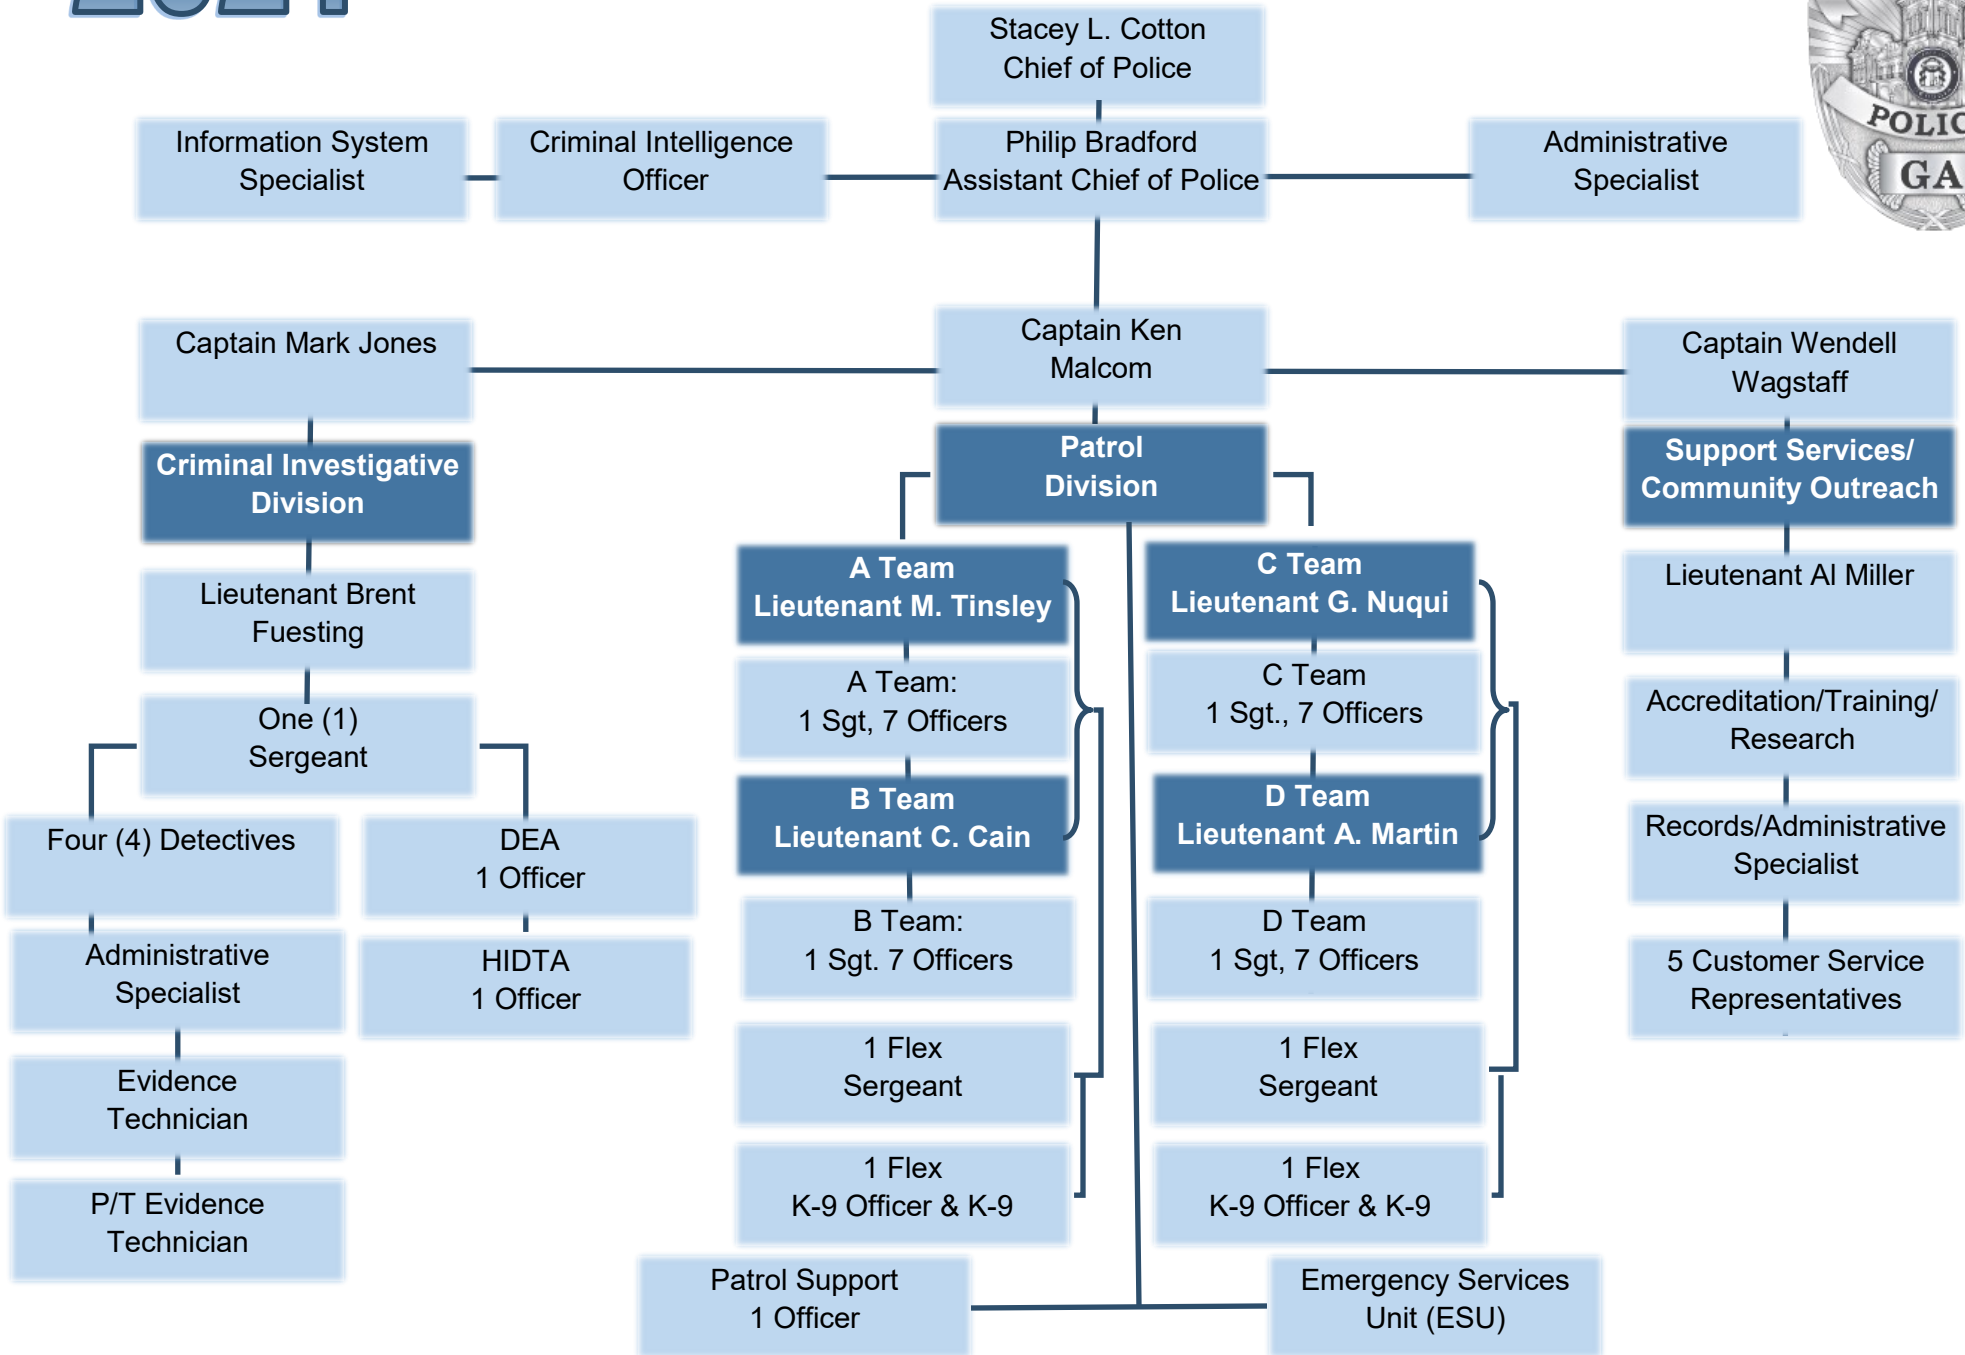 Stacey L. Cotton
Chief of Police
Information System
Specialist
Criminal Intelligence
Officer
Philip Bradford
Assistant Chief of Police
Administrative
Specialist
GA
Captain Mark Jones
Captain Ken
Malcom
Captain Wendell
Wagstaff
Criminal Investigative
Division
Patrol
Division
Support Services/
Community Outreach
Lieutenant Brent
Fuesting
One (1)
Sergeant
Four (4) Detectives
DEA
1 Officer
Administrative
Specialist
HIDTA
1 Officer
Evidence
Technician
P/T Evidence
Technician
A Team
Lieutenant M. Tinsley
A Team:
1 Sgt, 7 Officers
B Team
Lieutenant C. Cain
B Team:
1 Sgt. 7 Officers
1 Flex
Sergeant
1 Flex
K-9 Officer & K-9
C Team
Lieutenant G. Nuqui
C Team
1 Sgt., 7 Officers
D Team
Lieutenant A. Martin
D Team
1 Sgt, 7 Officers
1 Flex
Sergeant
1 Flex
K-9 Officer & K-9
Patrol Support
1 Officer
Emergency Services
Unit (ESU)
Lieutenant Al Miller
Accreditation/Training/
Research
Records/Administrative
Specialist
5 Customer Service
Representatives